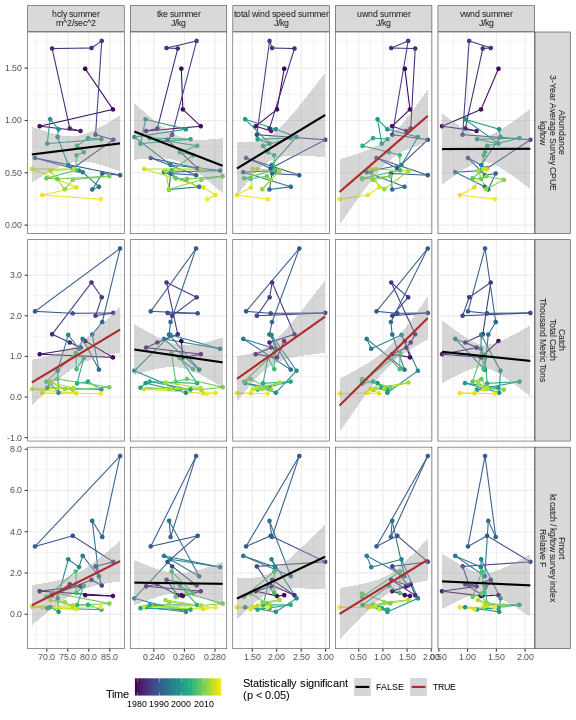 hcly summer
m^2/sec^2
tke summer
J/kg
total wind speed summer
J/kg
uwnd summer
J/kg
vwnd summer
J/kg
1.50
1.00
0.50
0.00
Abundance
3-Year Average Survey CPUE
kg/tow
3.0
2.0
1.0
0.0
-1.0
Catch
Total Catch
Thousand Metric Tons
8.0
6.0
4.0
2.0
0.0
Fmort
kt catch / kg/tow survey index
Relative F
70.0 75.0 80.0 85.0
0.240 0.260 0.280
1.50 2.00 2.50 3.00
0.50 1.00 1.50 2.00
1.00 1.50 2.00
Time
1980 1990 2000 2010
Statistically significant
(p < 0.05)
FALSE
TRUE